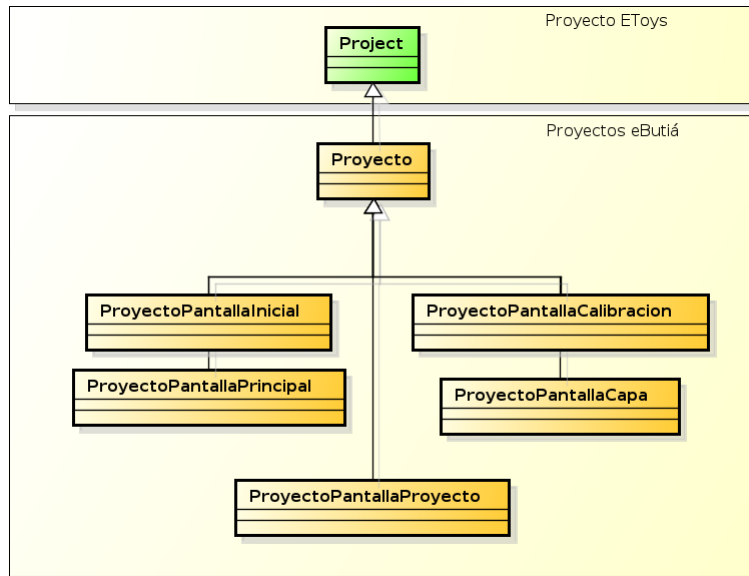 Proyecto EToys
Project
Proyectos eButiá
Proyecto
ProyectoPantallaInicial
ProyectoPantallaCalibracion
ProyectoPantallaPrincipal
ProyectoPantallaCapa
ProyectoPantallaProyecto